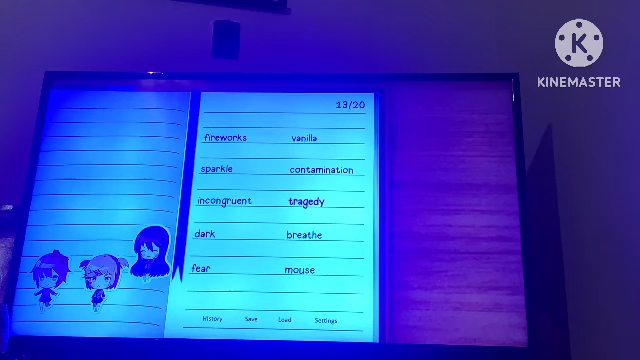 K
KINEMASTER
13/20
fireworks vanilla
sparkle contamination
incongruent tragedy
dark breathe
fear mouse
History Save Load Settings